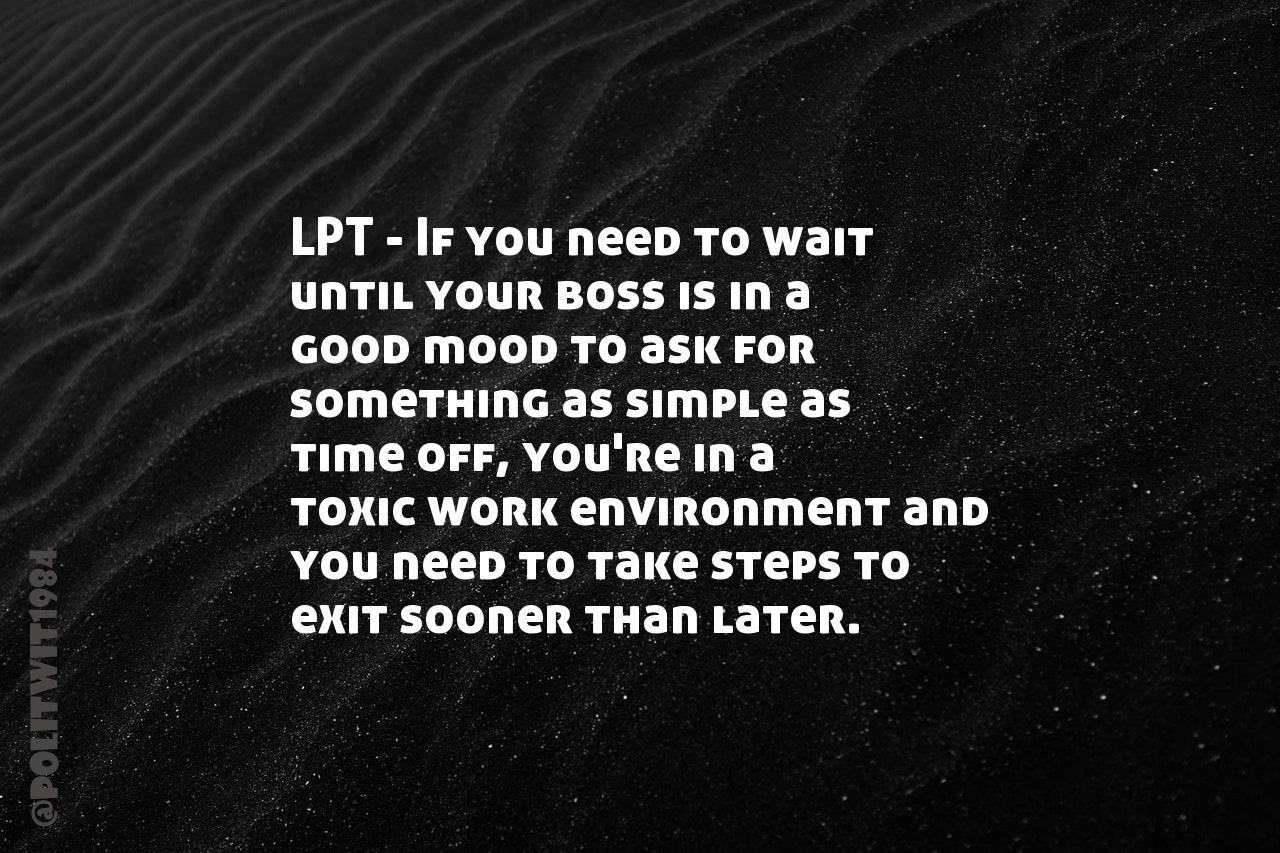 LPT - If you need to wait
until your boss is in a
good mood to ask for
something as simple as
time off, you're in a
toxic work environment and
you need to take steps to
exit sooner than later.
@politwit1984